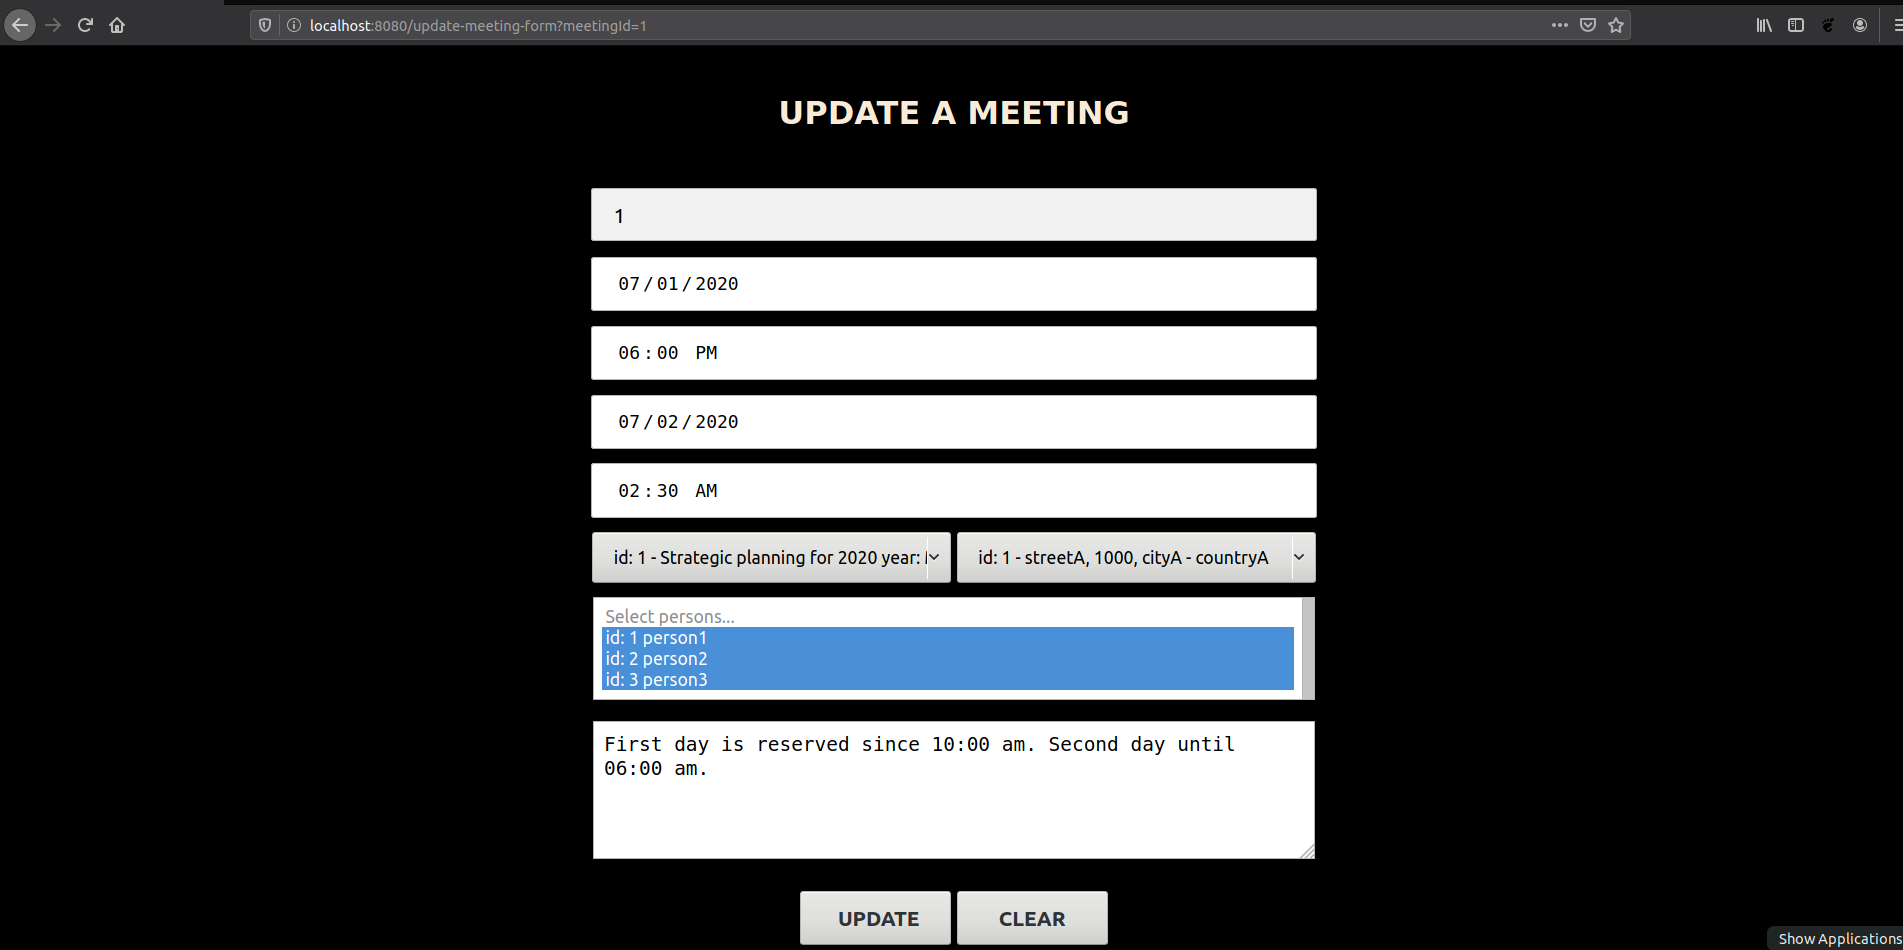 localhost:8080/update-meeting-form?meetingId=1
UPDATE A MEETING
1
07/01/2020
06:00 PM
07/02/2020
02:30 AM
id: 1 - Strategic planning for 2020 year:
id: 1 - streetA, 1000, cityA - countryA
Select persons...
id: 1 person1
id: 2 person2
id: 3 person3
First day is reserved since 10:00 am. Second day until
06:00 am.
UPDATE
CLEAR
Show Applications